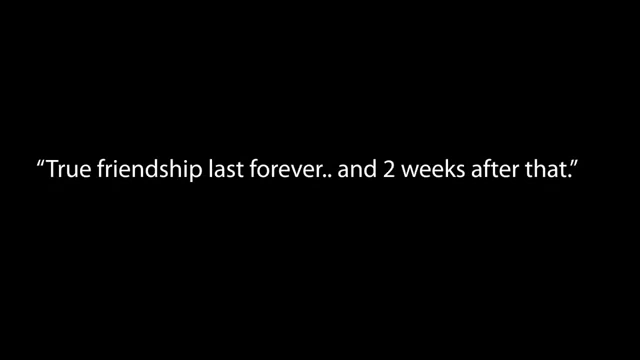 “True friendship last forever.. and 2 weeks after that.”